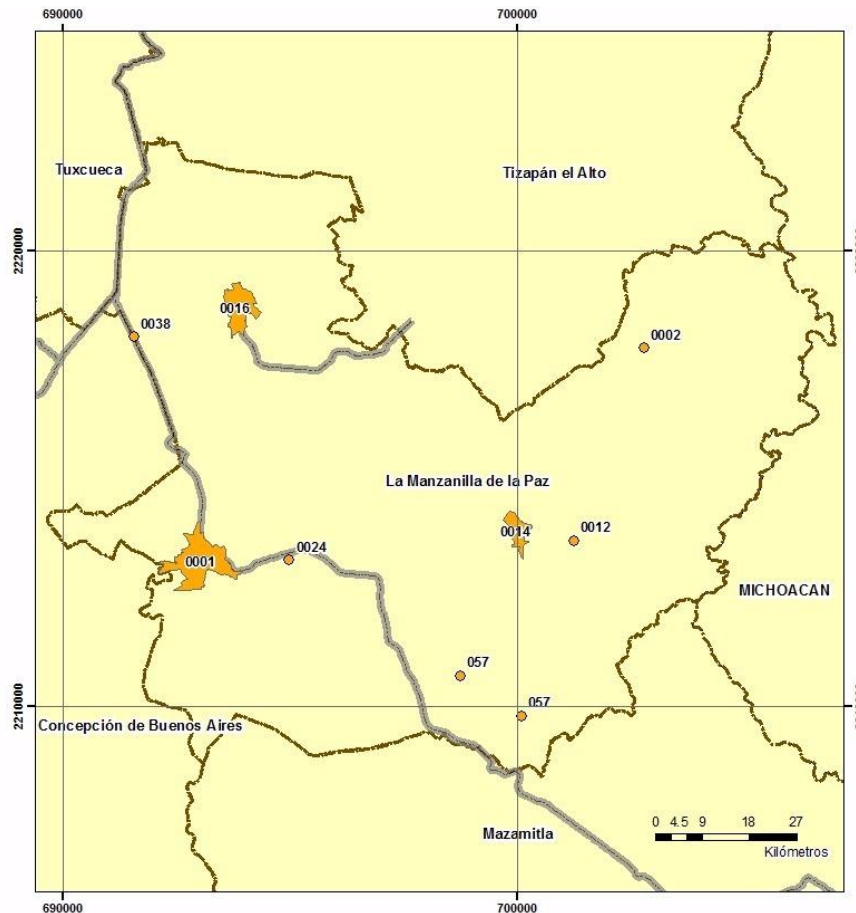 690000
700000
Tuxcueca
Tizapán el Alto
2220000
0016
0038
0002
La Manzanilla de la Paz
0014
0012
0001
0024
MICHOACAN
057
057
2210000
Concepción de Buenos Aires
0 4.5 9 18 27
Kilómetros
Mazamitla
690000
700000